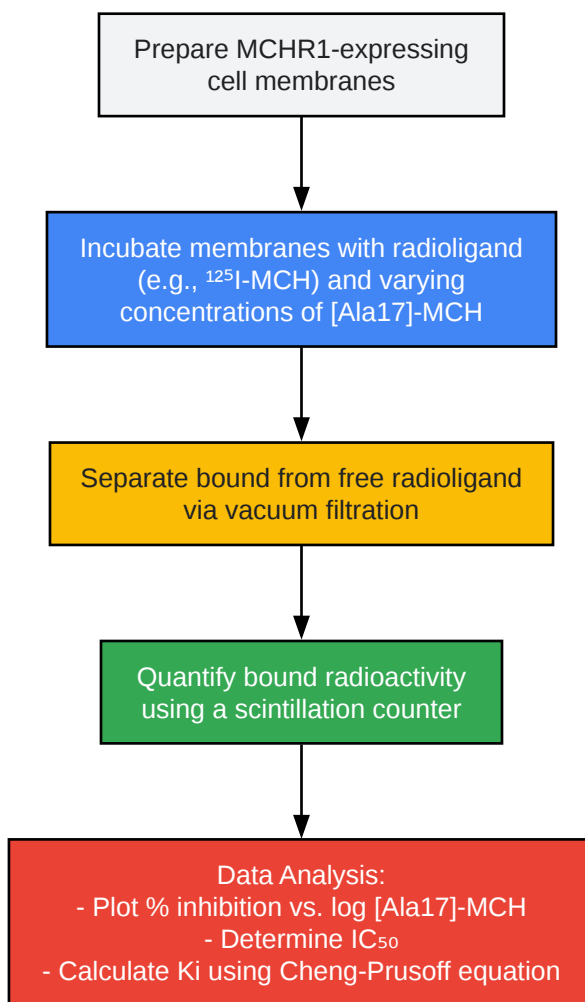 Prepare MCHR1-expressing
cell membranes
Incubate membranes with radioligand
(e.g., ¹²⁵I-MCH) and varying
concentrations of [Ala17]-MCH
Separate bound from free radioligand
via vacuum filtration
Quantify bound radioactivity
using a scintillation counter
Data Analysis:
- Plot % inhibition vs. log [Ala17]-MCH
- Determine IC₅₀
- Calculate Ki using Cheng-Prusoff equation